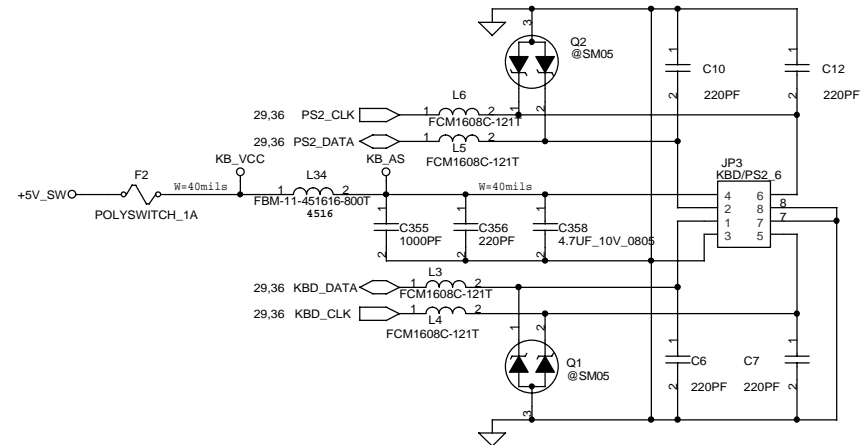 3
Q2
@SM05
1
2
1
C10
2
220PF
1
C12
2
220PF
29,36 PS2_CLK
1
L6
2
FCM1608C-121T
29,36 PS2_DATA
1
L5
2
FCM1608C-121T
+5V_SW
F2
POLYSWITCH_1A
W=40mils
KB_VCC
1
L34
2
FBM-11-451616-800T
4516
KB_AS
W=40mils
JP3
KBD/PS2_6
4 6
2 8
1 7
3 5
8
7
1
C355
1000PF
2
1
C356
220PF
2
1
C358
4.7UF_10V_0805
2
29,36 KBD_DATA
1
L3
2
FCM1608C-121T
29,36 KBD_CLK
1
L4
2
FCM1608C-121T
1
2
Q1
@SM05
3
1
C6
2
220PF
1
C7
2
220PF